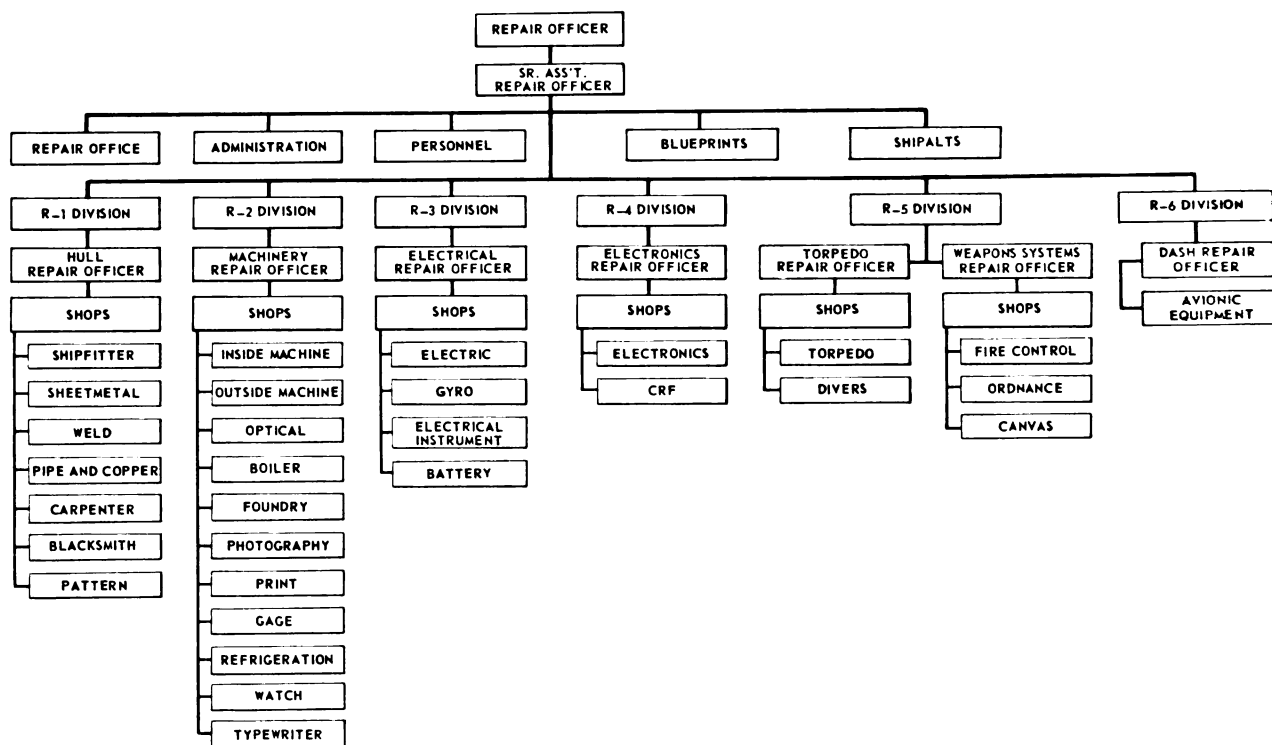 REPAIR OFFICER
SR. ASS'T.
REPAIR OFFICER
REPAIR OFFICE
ADMINISTRATION
PERSONNEL
BLUEPRINTS
SHIPALTS
R-1 DIVISION
HULL
REPAIR OFFICER
SHOPS
SHIPFITTER
SHEETMETAL
WELD
PIPE AND COPPER
CARPENTER
BLACKSMITH
PATTERN
R-2 DIVISION
MACHINERY
REPAIR OFFICER
SHOPS
INSIDE MACHINE
OUTSIDE MACHINE
OPTICAL
BOILER
FOUNDRY
PHOTOGRAPHY
PRINT
GAGE
REFRIGERATION
WATCH
TYPEWRITER
R-3 DIVISION
ELECTRICAL
REPAIR OFFICER
SHOPS
ELECTRIC
GYRO
ELECTRICAL
INSTRUMENT
BATTERY
R-4 DIVISION
ELECTRONICS
REPAIR OFFICER
SHOPS
ELECTRONICS
CRF
R-5 DIVISION
TORPEDO
REPAIR OFFICER
SHOPS
TORPEDO
DIVERS
WEAPONS SYSTEMS
REPAIR OFFICER
SHOPS
FIRE CONTROL
ORDNANCE
CANVAS
R-6 DIVISION
DASH REPAIR
OFFICER
AVIONIC
EQUIPMENT